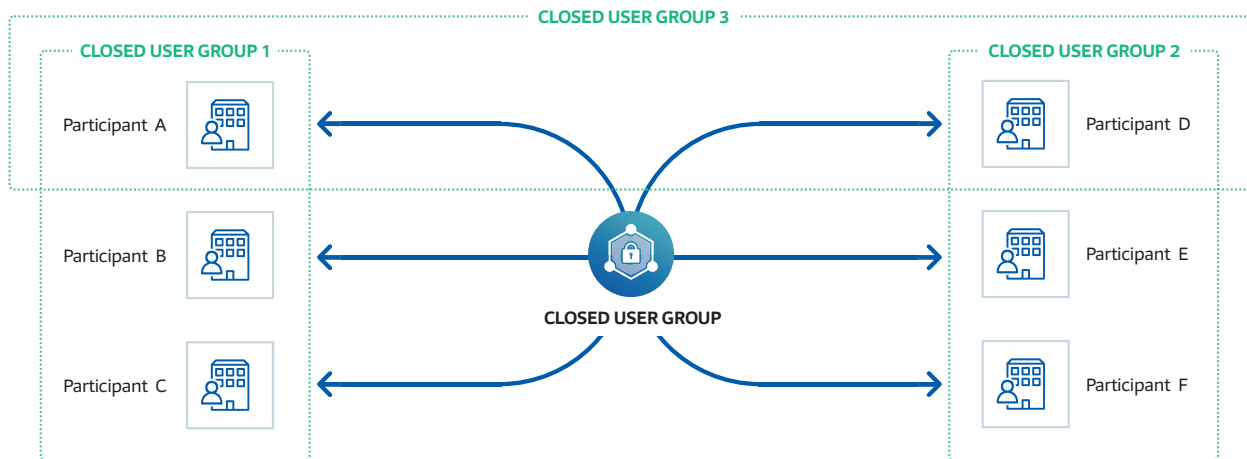 CLOSED USER GROUP 3
CLOSED USER GROUP 1
CLOSED USER GROUP 2
Participant A
Participant D
Participant B
Participant E
CLOSED USER GROUP
Participant C
Participant F